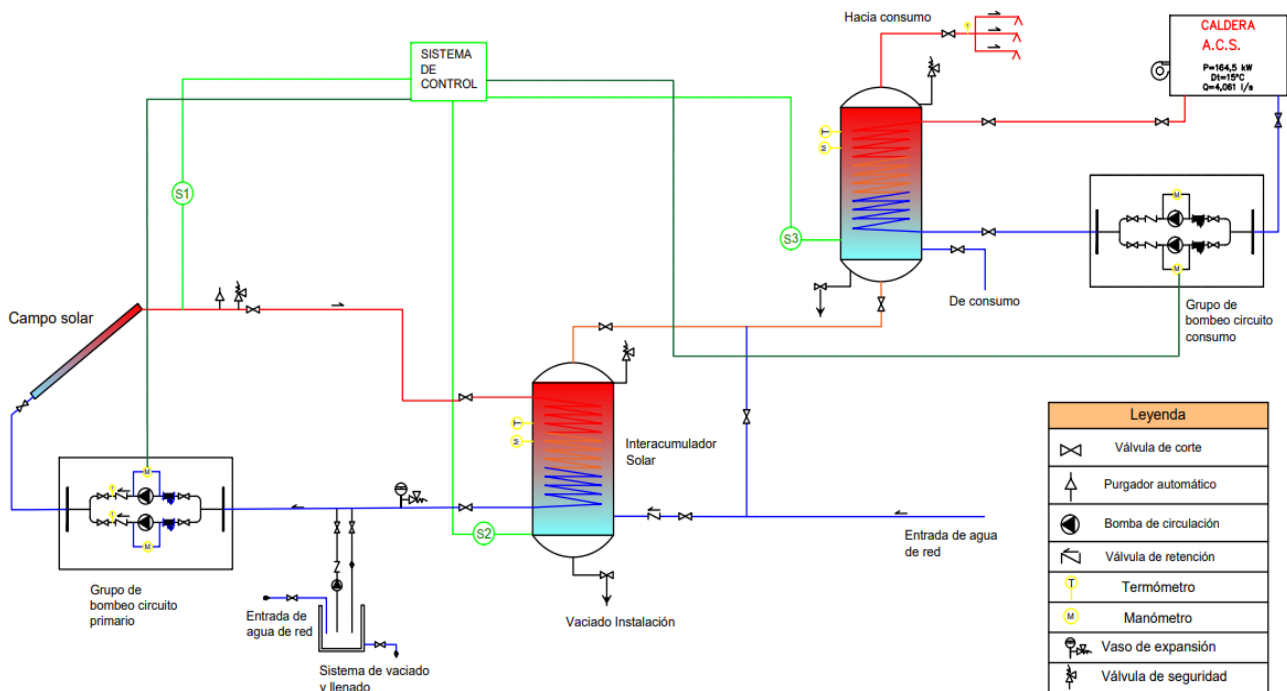 Hacia consumo
T
CALDERA
A.C.S.
P=164,5 kW
Dt=15°C
Q=4,061 l/s
SISTEMA
DE
CONTROL
S1
T
M
S3
M
M
De consumo
Grupo de
bombeo circuito
consumo
Campo solar
T
M
Interacumulador
Solar
M
T
T
M
S2
Entrada de agua
de red
Grupo de
bombeo circuito
primario
Entrada de
agua de red
Vaciado Instalación
Sistema de vaciado
y llenado
Leyenda
Válvula de corte
Purgador automático
Bomba de circulación
Válvula de retención
T Termómetro
M Manómetro
Vaso de expansión
Válvula de seguridad